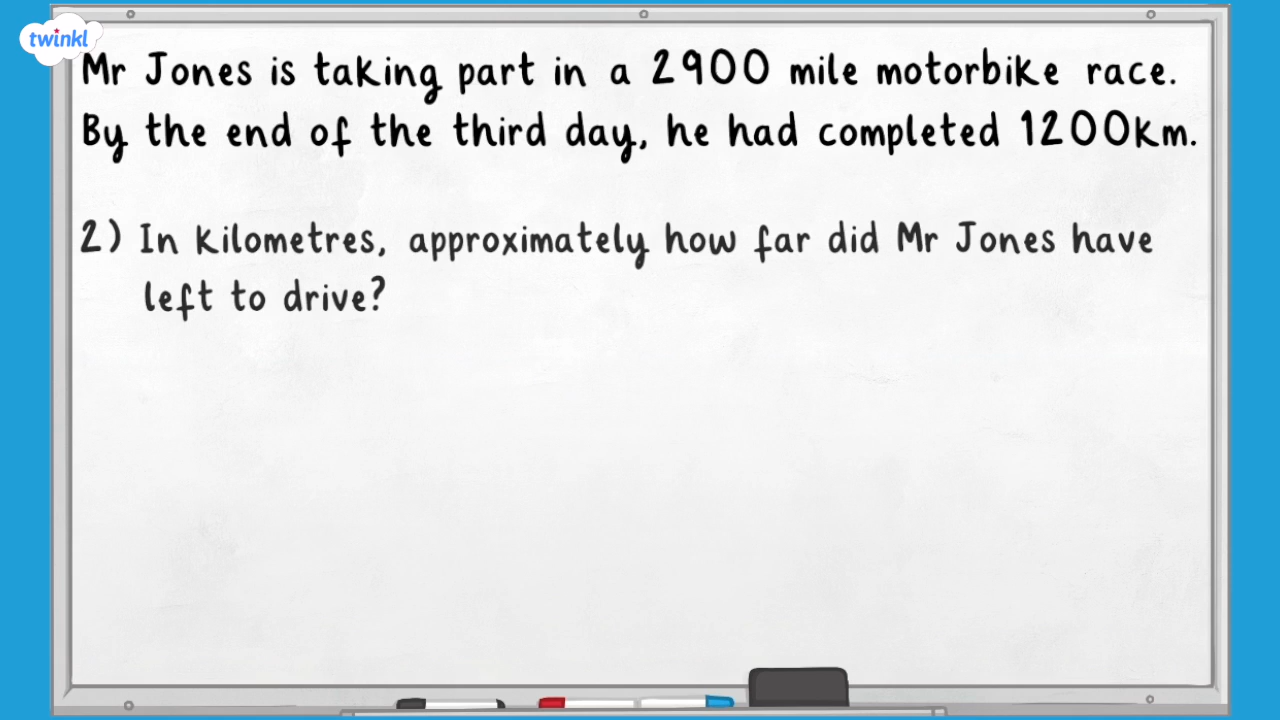 twinkl
Mr Jones is taking part in a 2900 mile motorbike race.
By the end of the third day, he had completed 1200km.
2) In kilometres, approximately how far did Mr Jones have
left to drive?